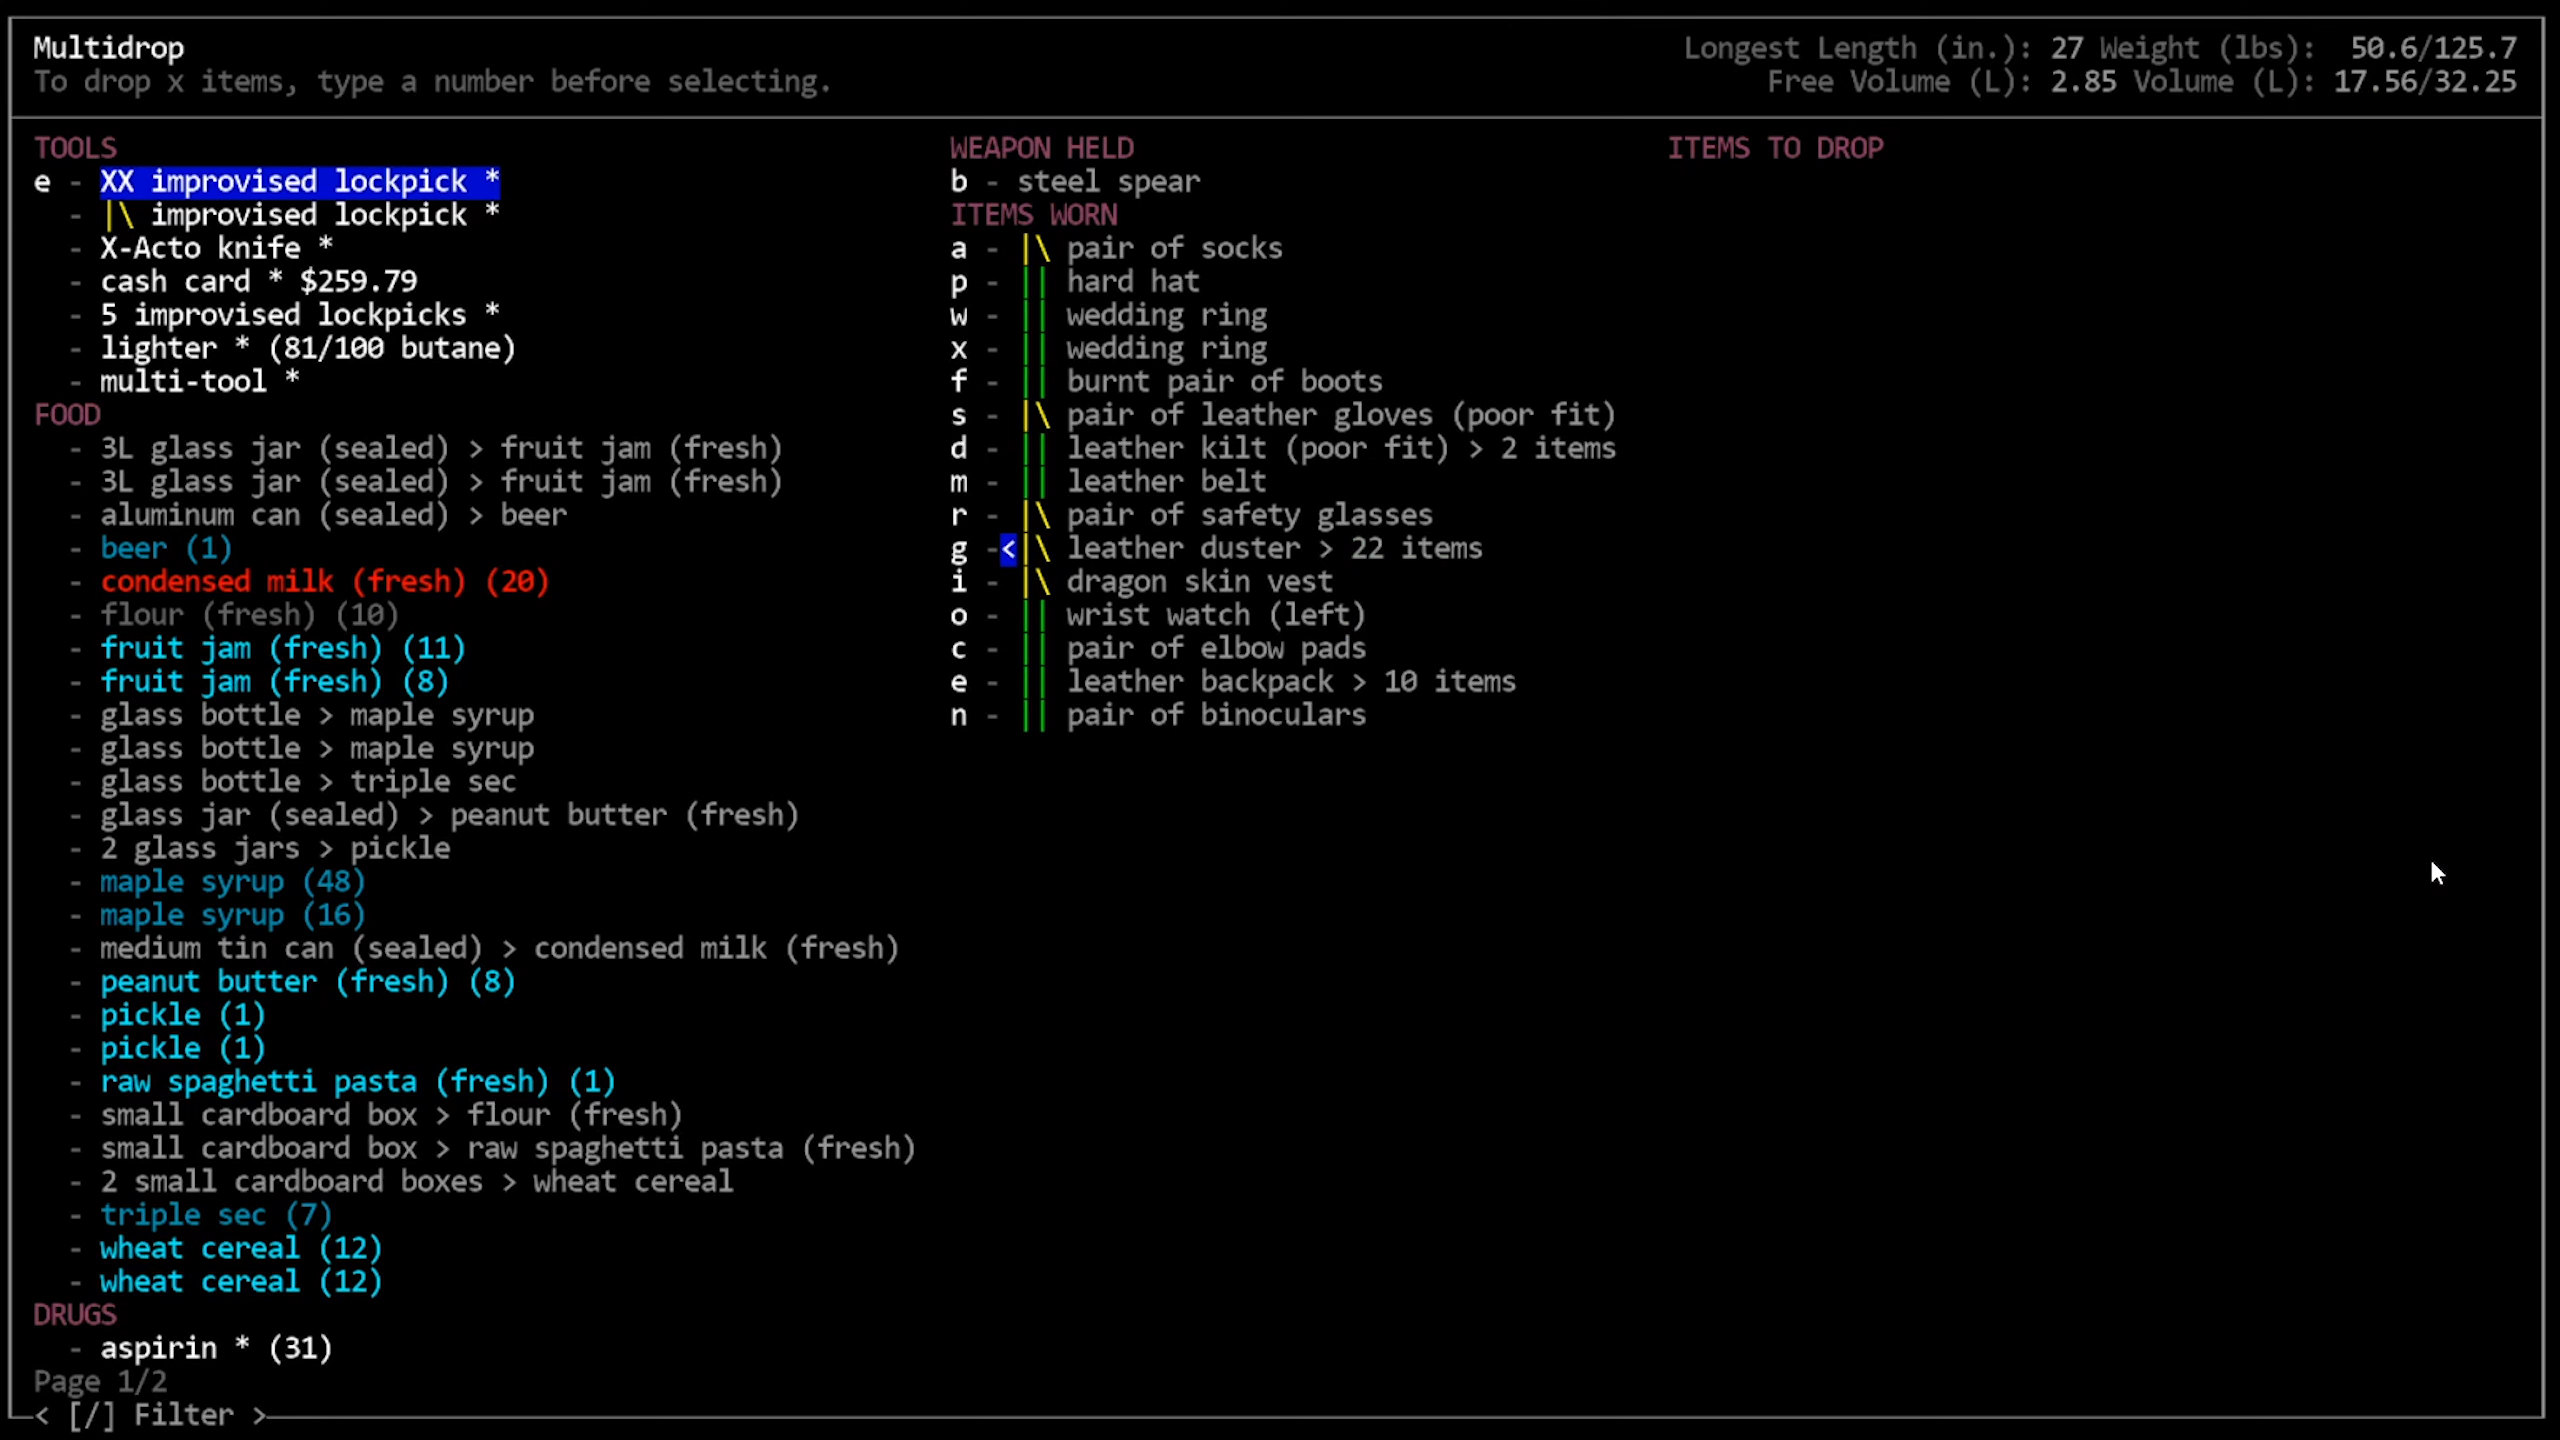 Multidrop
To drop x items, type a number before selecting.
Longest Length (in.): 27 Weight (lbs): 50.6/125.7
Free Volume (L): 2.85 Volume (L): 17.56/32.25
TOOLS
e - XX improvised lockpick *
- |\ improvised lockpick *
- X-Acto knife *
- cash card * $259.79
- 5 improvised lockpicks *
- lighter * (81/100 butane)
- multi-tool *
FOOD
- 3L glass jar (sealed) > fruit jam (fresh)
- 3L glass jar (sealed) > fruit jam (fresh)
- aluminum can (sealed) > beer
- beer (1)
- condensed milk (fresh) (20)
- flour (fresh) (10)
- fruit jam (fresh) (11)
- fruit jam (fresh) (8)
- glass bottle > maple syrup
- glass bottle > maple syrup
- glass bottle > triple sec
- glass jar (sealed) > peanut butter (fresh)
- 2 glass jars > pickle
- maple syrup (48)
- maple syrup (16)
- medium tin can (sealed) > condensed milk (fresh)
- peanut butter (fresh) (8)
- pickle (1)
- pickle (1)
- raw spaghetti pasta (fresh) (1)
- small cardboard box > flour (fresh)
- small cardboard box > raw spaghetti pasta (fresh)
- 2 small cardboard boxes > wheat cereal
- triple sec (7)
- wheat cereal (12)
- wheat cereal (12)
DRUGS
- aspirin * (31)
Page 1/2
< [/] Filter >
WEAPON HELD
b - steel spear
ITEMS WORN
a - |\ pair of socks
p - || hard hat
w - || wedding ring
x - || wedding ring
f - || burnt pair of boots
s - |\ pair of leather gloves (poor fit)
d - || leather kilt (poor fit) > 2 items
m - || leather belt
r - |\ pair of safety glasses
g -<|\ leather duster > 22 items
i - |\ dragon skin vest
o - || wrist watch (left)
c - || pair of elbow pads
e - || leather backpack > 10 items
n - || pair of binoculars
ITEMS TO DROP